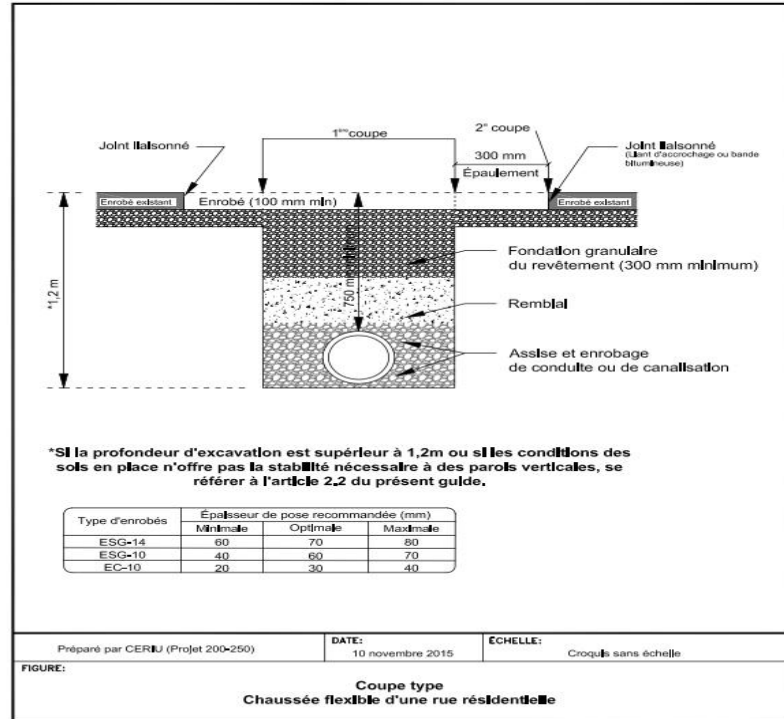 1ère coupe
2e coupe
Joint liaisonné
300 mm
Épaulement
Joint liaisonné
(Liant d'accrochage ou bande
bitumineuse)
Enrobé existant
Enrobé (100 mm min)
Enrobé existant
*1,2 m
750 mm minimum
Fondation granulaire
du revêtement (300 mm minimum)
Remblai
Assise et enrobage
de conduite ou de canalisation
*Si la profondeur d'excavation est supérieur à 1,2m ou si les conditions des
sols en place n'offre pas la stabilité nécessaire à des parois verticales, se
référer à l'article 2.2 du présent guide.
Type d'enrobés
Épaisseur de pose recommandée (mm)
Minimale Optimale Maximale
ESG-14 60 70 80
ESG-10 40 60 70
EC-10 20 30 40
Préparé par CERIU (Projet 200-250)
DATE:
10 novembre 2015
ÉCHELLE:
Croquis sans échelle
FIGURE:
Coupe type
Chaussée flexible d'une rue résidentielle